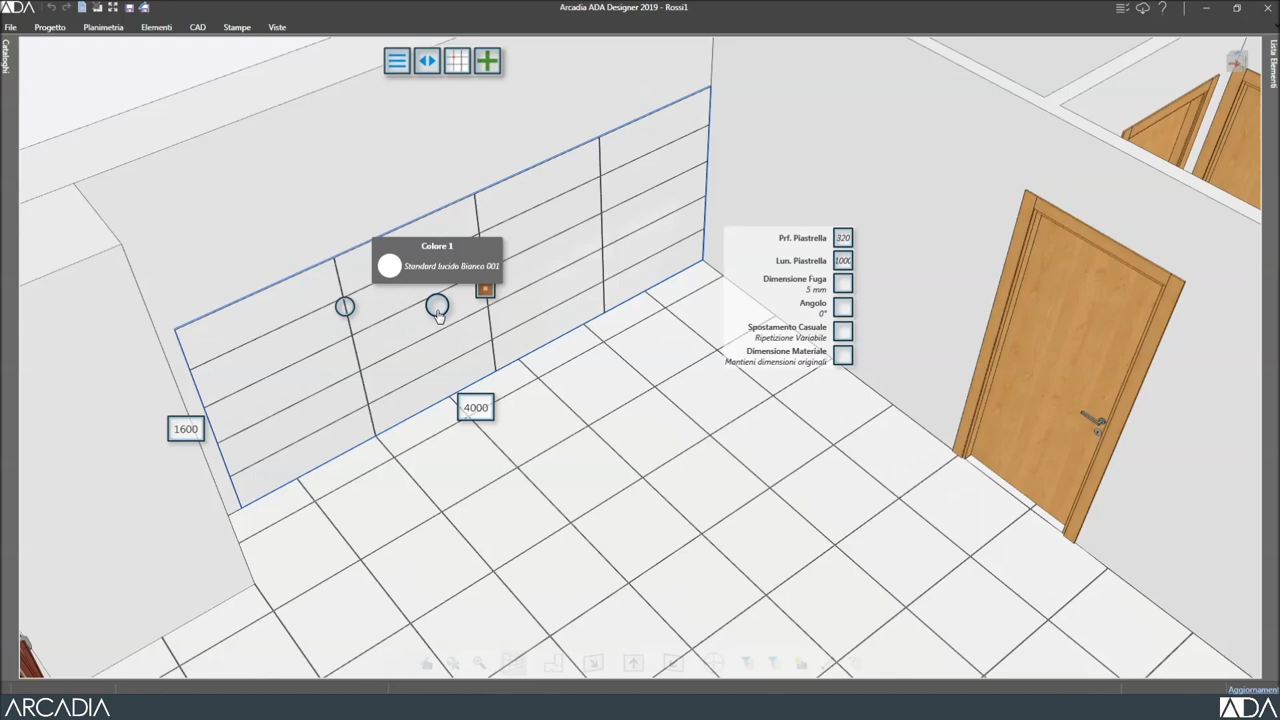 ADA
Arcadia ADA Designer 2019 - Rossi1
File Progetto Planimetria Elementi CAD Stampe Viste
Cataloghi
Lista Elementi
Colore 1
Standard lucido Bianco 001
Prf. Piastrella 320
Lun. Piastrella 1000
Dimensione Fuga
5 mm
Angolo
0°
Spostamento Casuale
Ripetizione Variabile
Dimensione Materiale
Mantieni dimensioni originali
4000
1600
Aggiornament
ARCADIA ADA